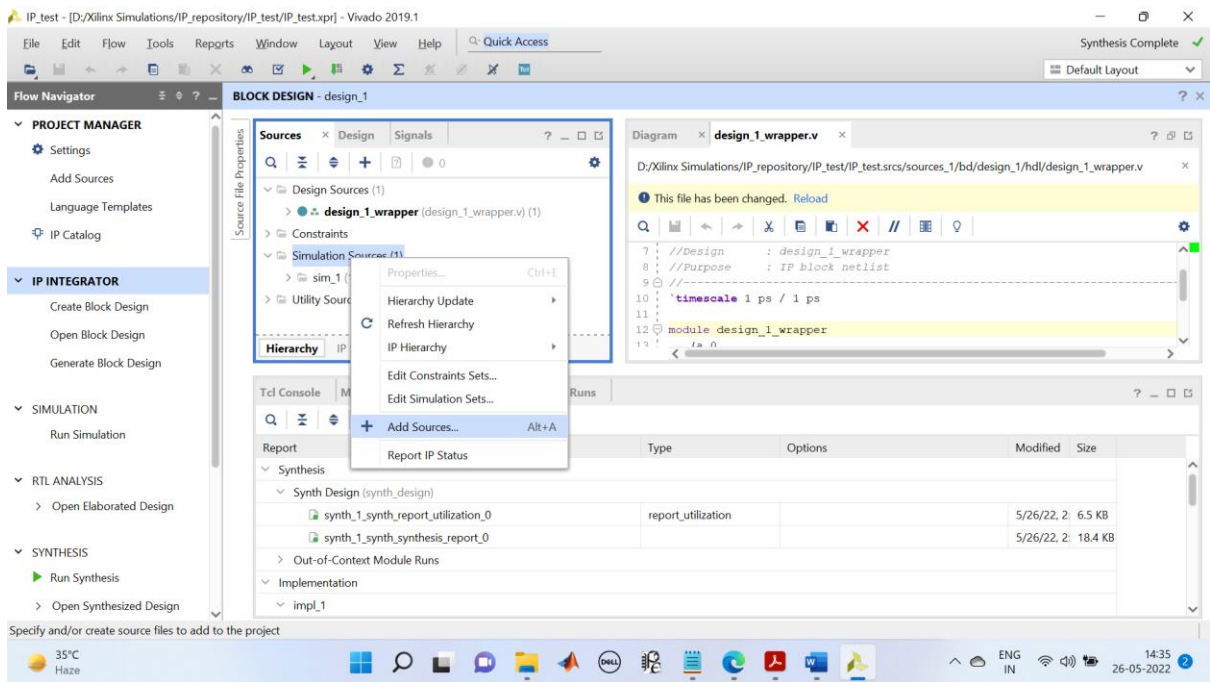 IP_test - [D:/Xilinx Simulations/IP_repository/IP_test/IP_test.xpr] - Vivado 2019.1
File Edit Flow Tools Reports Window Layout View Help Quick Access
Synthesis Complete
Default Layout
Flow Navigator
PROJECT MANAGER
Settings
Add Sources
Language Templates
IP Catalog
IP INTEGRATOR
Create Block Design
Open Block Design
Generate Block Design
SIMULATION
Run Simulation
RTL ANALYSIS
Open Elaborated Design
SYNTHESIS
Run Synthesis
Open Synthesized Design
BLOCK DESIGN - design_1
Source File Properties
Sources Design Signals
0
Design Sources (1)
design_1_wrapper (design_1_wrapper.v) (1)
Constraints
Simulation Sources (1)
sim_1
Utility Sourc
Hierarchy IP
Properties... Ctrl+E
Hierarchy Update
Refresh Hierarchy
IP Hierarchy
Edit Constraints Sets...
Edit Simulation Sets...
Add Sources... Alt+A
Report IP Status
Diagram design_1_wrapper.v
D:/Xilinx Simulations/IP_repository/IP_test/IP_test.srcs/sources_1/bd/design_1/hdl/design_1_wrapper.v
This file has been changed. Reload
7 //Design : design_1_wrapper
8 //Purpose : IP block netlist
9 //--------------------------------------------------------------------------------
10 `timescale 1 ps / 1 ps
11
12 module design_1_wrapper
13 (a_0
Tcl Console M Runs
Report Type Options Modified Size
Synthesis
Synth Design (synth_design)
synth_1_synth_report_utilization_0 report_utilization 5/26/22, 2: 6.5 KB
synth_1_synth_synthesis_report_0 5/26/22, 2: 18.4 KB
Out-of-Context Module Runs
Implementation
impl_1
Specify and/or create source files to add to the project
35°C
Haze
DELL
ENG
IN
14:35
26-05-2022
2